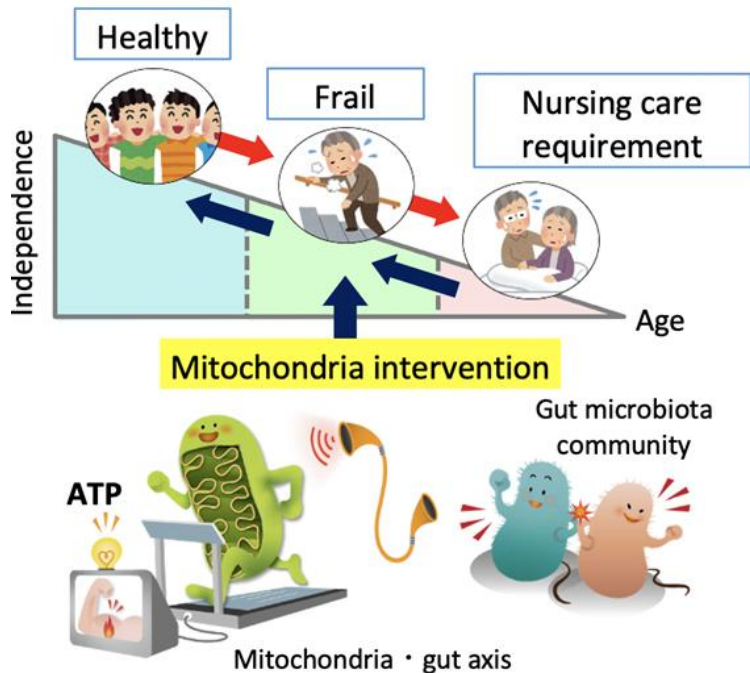 Healthy
Frail
Nursing care
requirement
Independence
Age
Mitochondria intervention
Gut microbiota
community
ATP
Mitochondria・gut axis